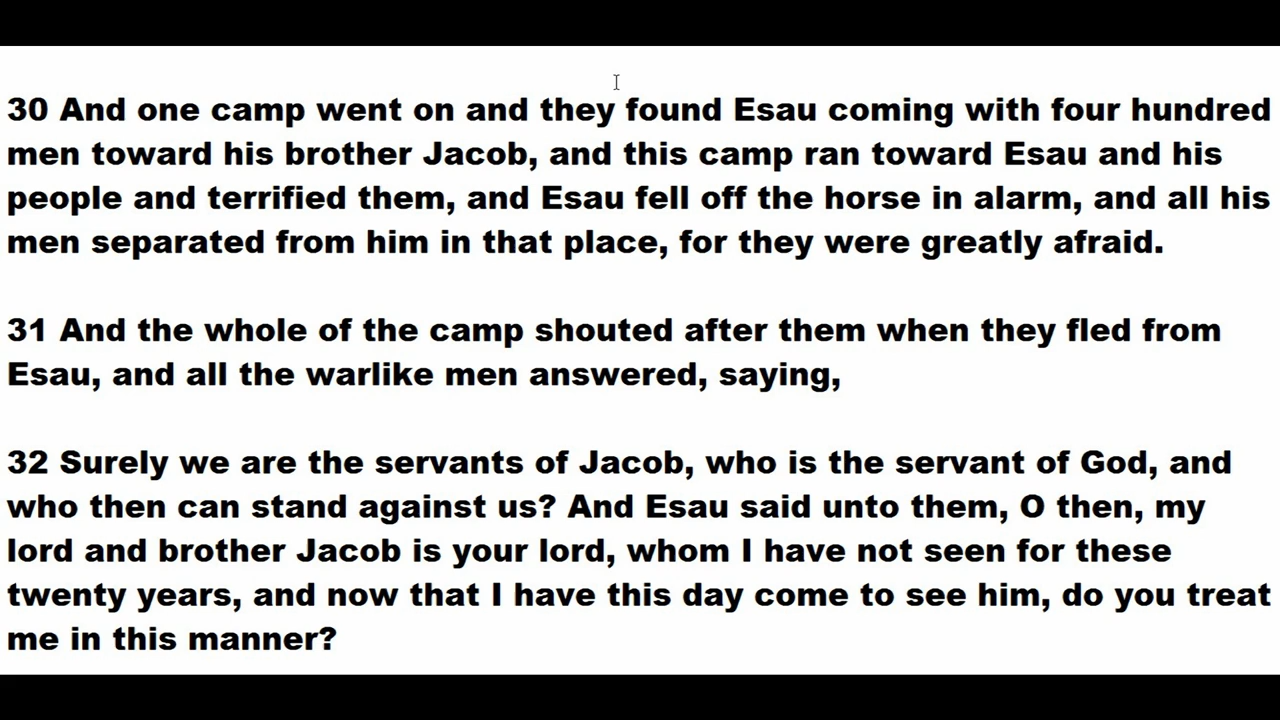 30 And one camp went on and they found Esau coming with four hundred
men toward his brother Jacob, and this camp ran toward Esau and his
people and terrified them, and Esau fell off the horse in alarm, and all his
men separated from him in that place, for they were greatly afraid.
31 And the whole of the camp shouted after them when they fled from
Esau, and all the warlike men answered, saying,
32 Surely we are the servants of Jacob, who is the servant of God, and
who then can stand against us? And Esau said unto them, O then, my
lord and brother Jacob is your lord, whom I have not seen for these
twenty years, and now that I have this day come to see him, do you treat
me in this manner?